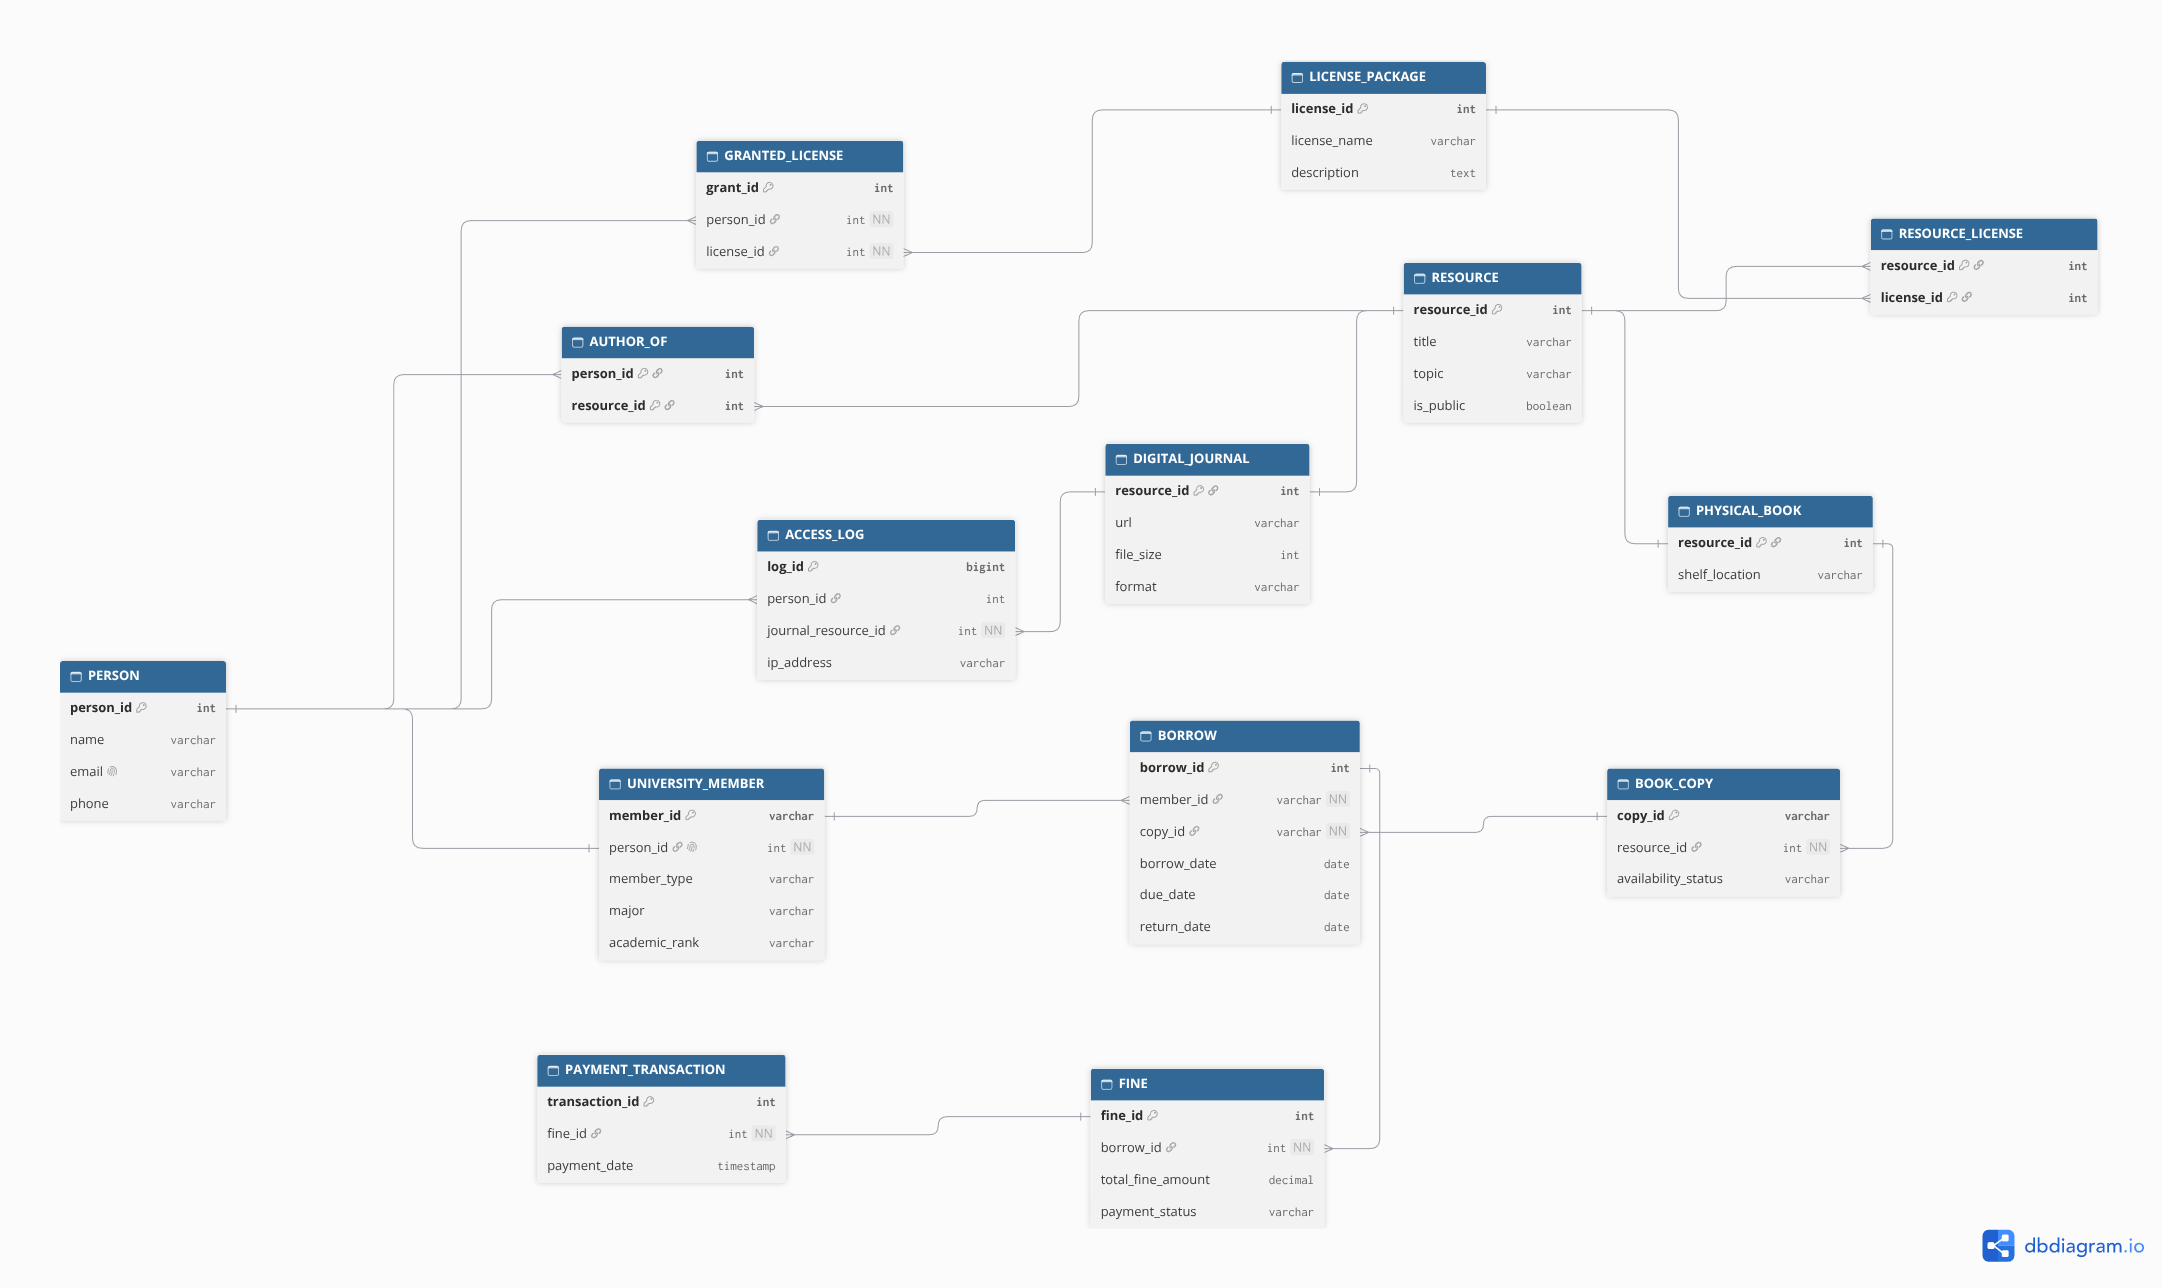 LICENSE_PACKAGE
license_id int
license_name varchar
description text
GRANTED_LICENSE
grant_id int
person_id int NN
license_id int NN
RESOURCE_LICENSE
resource_id int
license_id int
RESOURCE
resource_id int
title varchar
topic varchar
is_public boolean
AUTHOR_OF
person_id int
resource_id int
DIGITAL_JOURNAL
resource_id int
url varchar
file_size int
format varchar
PHYSICAL_BOOK
resource_id int
shelf_location varchar
ACCESS_LOG
log_id bigint
person_id int
journal_resource_id int NN
ip_address varchar
PERSON
person_id int
name varchar
email varchar
phone varchar
BORROW
borrow_id int
member_id varchar NN
copy_id varchar NN
borrow_date date
due_date date
return_date date
UNIVERSITY_MEMBER
member_id varchar
person_id int NN
member_type varchar
major varchar
academic_rank varchar
BOOK_COPY
copy_id varchar
resource_id int NN
availability_status varchar
PAYMENT_TRANSACTION
transaction_id int
fine_id int NN
payment_date timestamp
FINE
fine_id int
borrow_id int NN
total_fine_amount decimal
payment_status varchar
dbdiagram.io